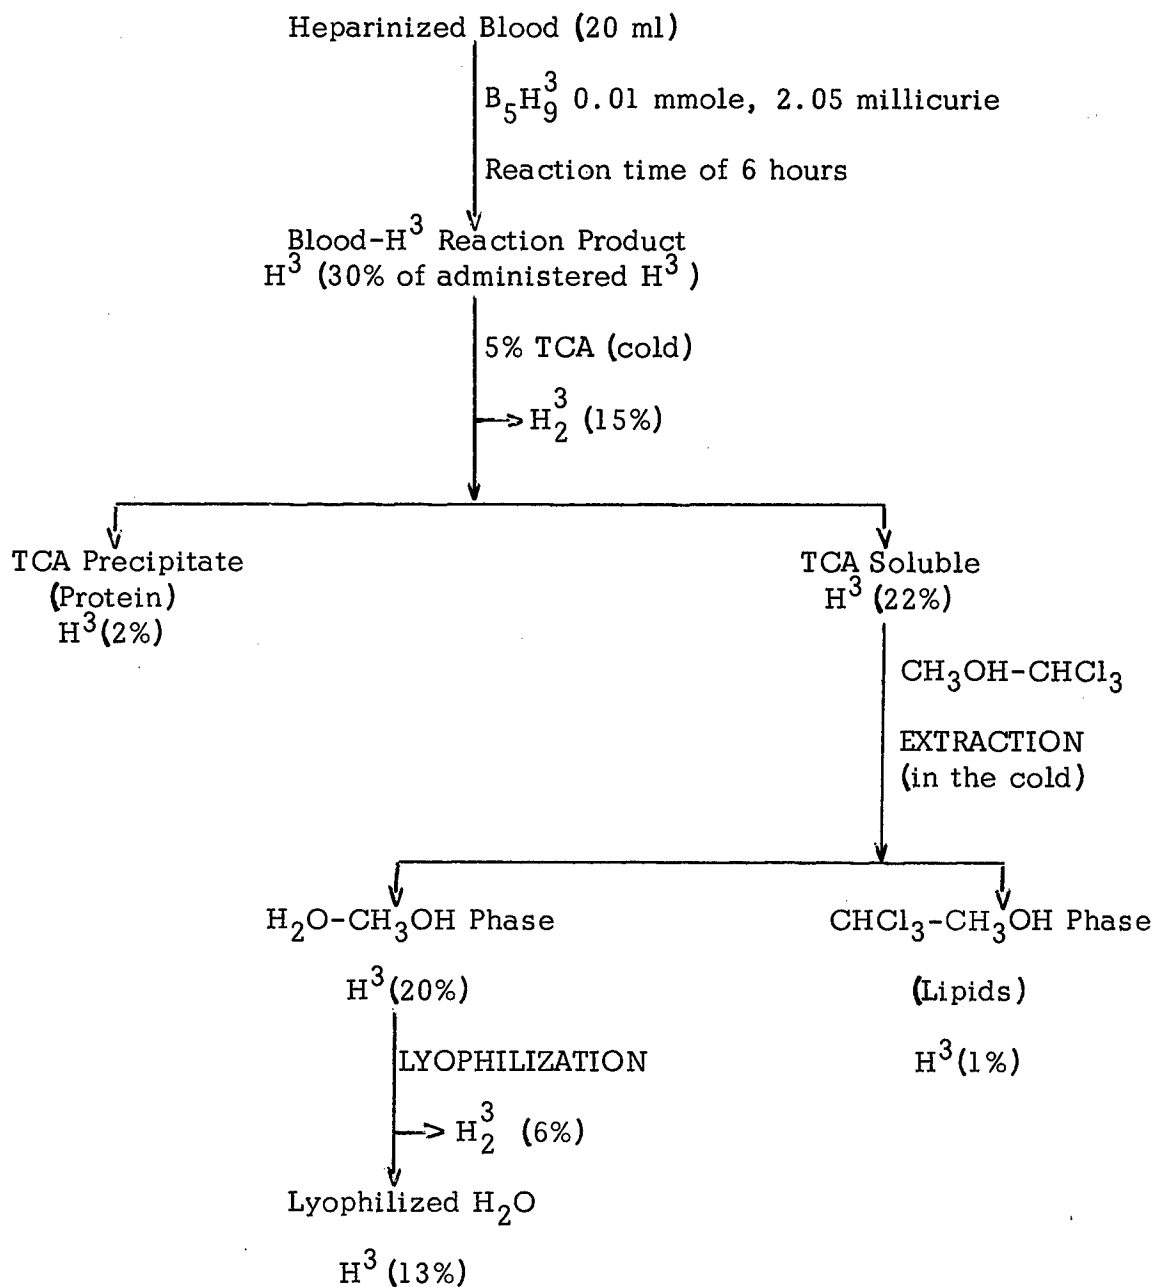 Heparinized Blood (20 ml)
B₅H₉³ 0.01 mmole, 2.05 millicurie
Reaction time of 6 hours
Blood-H³ Reaction Product
H³ (30% of administered H³)
5% TCA (cold)
H₂³ (15%)
TCA Precipitate
(Protein)
H³(2%)
TCA Soluble
H³ (22%)
CH₃OH-CHCl₃
EXTRACTION
(in the cold)
H₂O-CH₃OH Phase
H³(20%)
CHCl₃-CH₃OH Phase
(Lipids)
H³(1%)
LYOPHILIZATION
H₂³ (6%)
Lyophilized H₂O
H³ (13%)